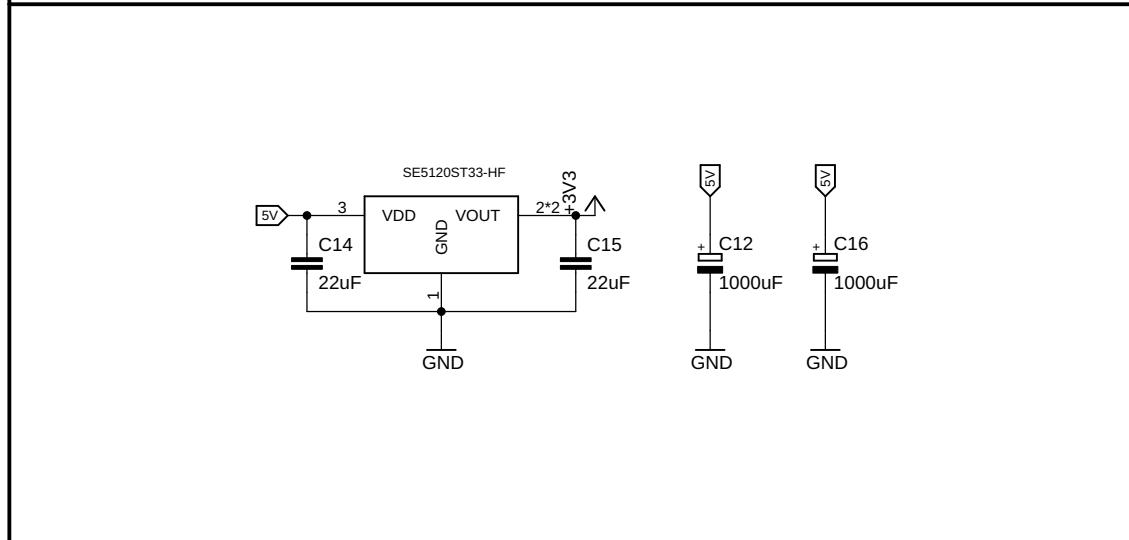 SE5120ST33-HF
5V
3
VDD
GND
VOUT
2*2
+3V3
C14
22uF
1
C15
22uF
GND
5V
+
C12
1000uF
GND
5V
+
C16
1000uF
GND